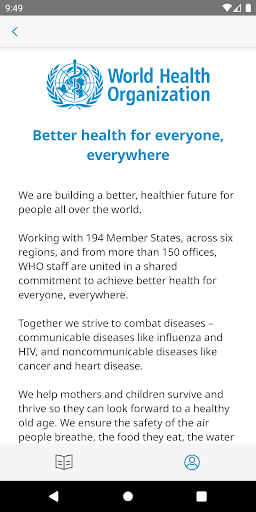 9:49
World Health
Organization
Better health for everyone,
everywhere
We are building a better, healthier future for
people all over the world.
Working with 194 Member States, across six
regions, and from more than 150 offices,
WHO staff are united in a shared
commitment to achieve better health for
everyone, everywhere.
Together we strive to combat diseases –
communicable diseases like influenza and
HIV, and noncommunicable diseases like
cancer and heart disease.
We help mothers and children survive and
thrive so they can look forward to a healthy
old age. We ensure the safety of the air
people breathe, the food they eat, the water